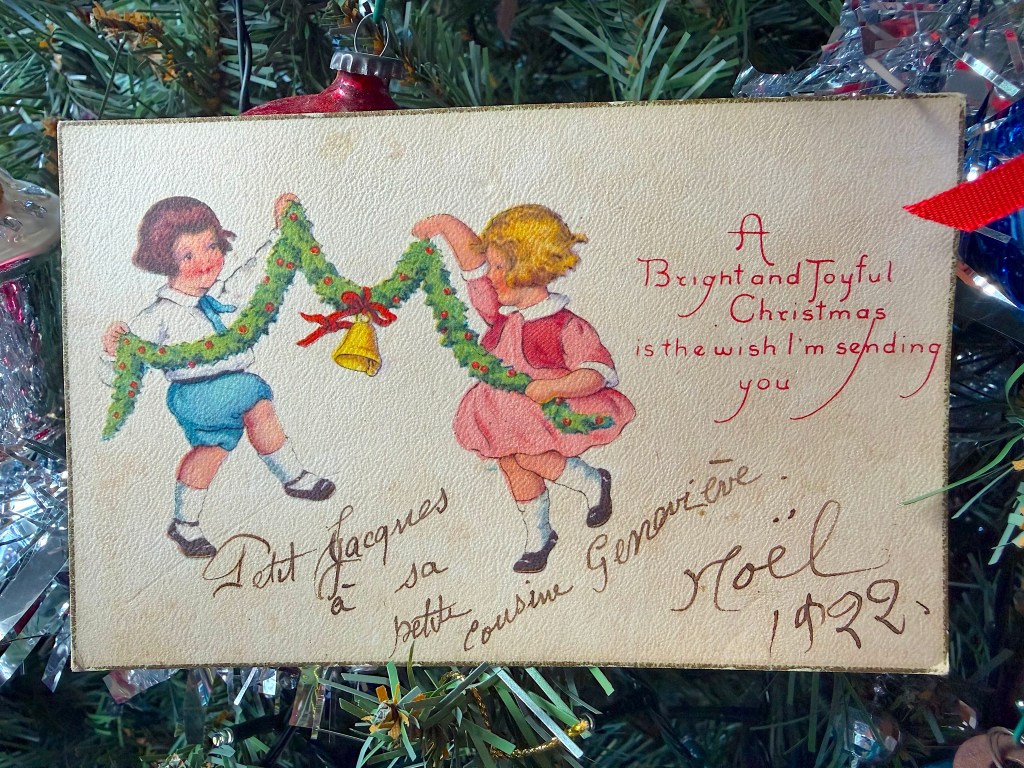 A
Bright and Joyful
Christmas
is the wish I'm sending
you
Petit Jacques
à sa
petite cousine Geneviève.
Noël
1922.